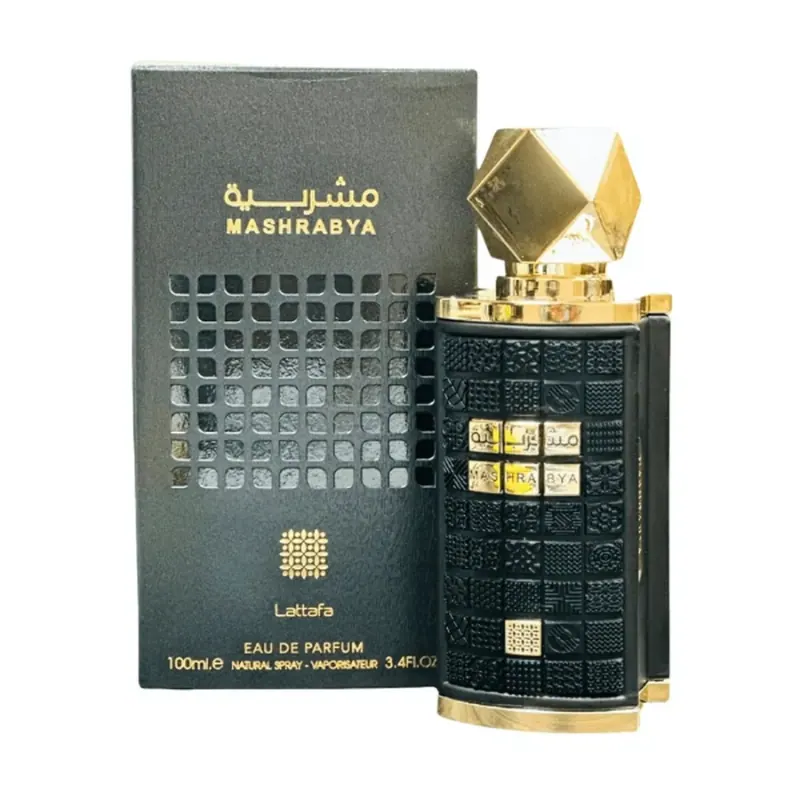 مشربية
MASHRABYA
Lattafa
EAU DE PARFUM
100ml.e NATURAL SPRAY - VAPORISATEUR 3.4Fl.OZ
مشربية
MASHRABYA